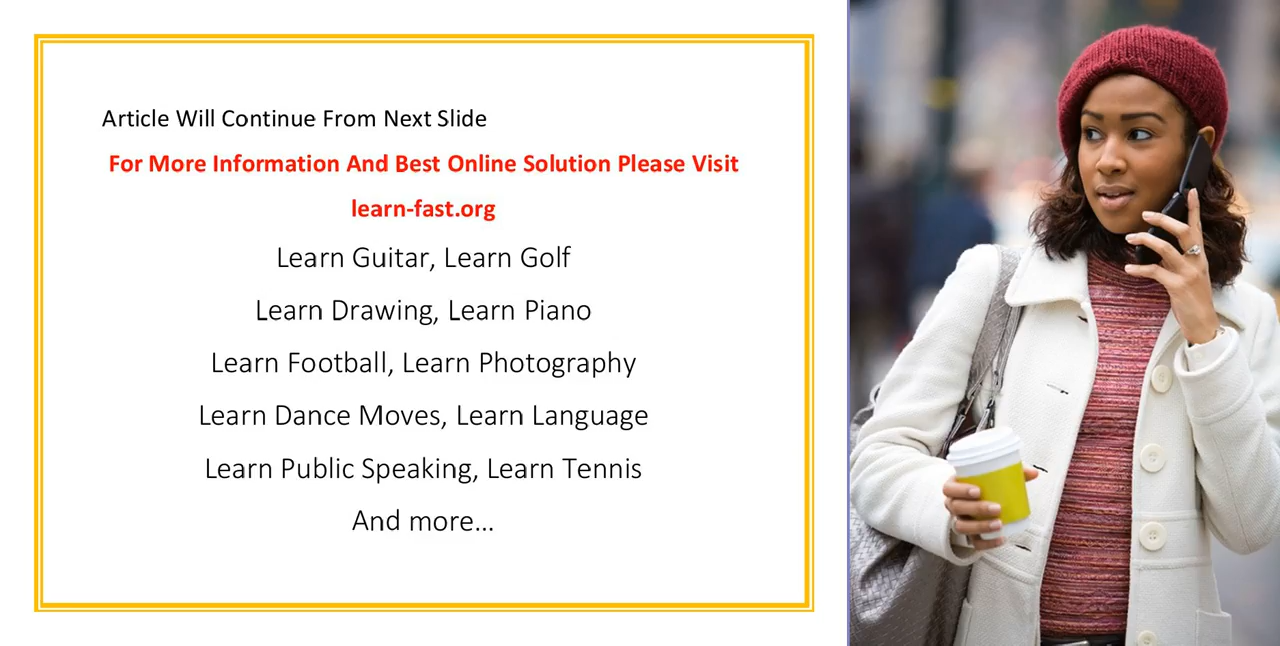 Article Will Continue From Next Slide
For More Information And Best Online Solution Please Visit
learn-fast.org
Learn Guitar, Learn Golf
Learn Drawing, Learn Piano
Learn Football, Learn Photography
Learn Dance Moves, Learn Language
Learn Public Speaking, Learn Tennis
And more...